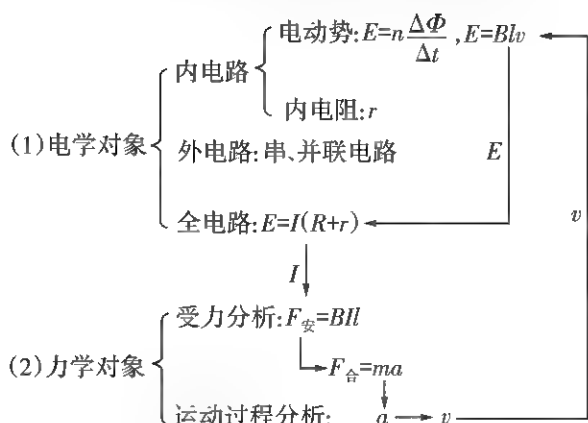 电动势:E=n ΔΦ/Δt ,E=Blv
内电路
内电阻:r
(1)电学对象
外电路:串、并联电路
E
v
全电路:E=I(R+r)
I
受力分析:F安=BIl
(2)力学对象
F合=ma
运动过程分析: a v